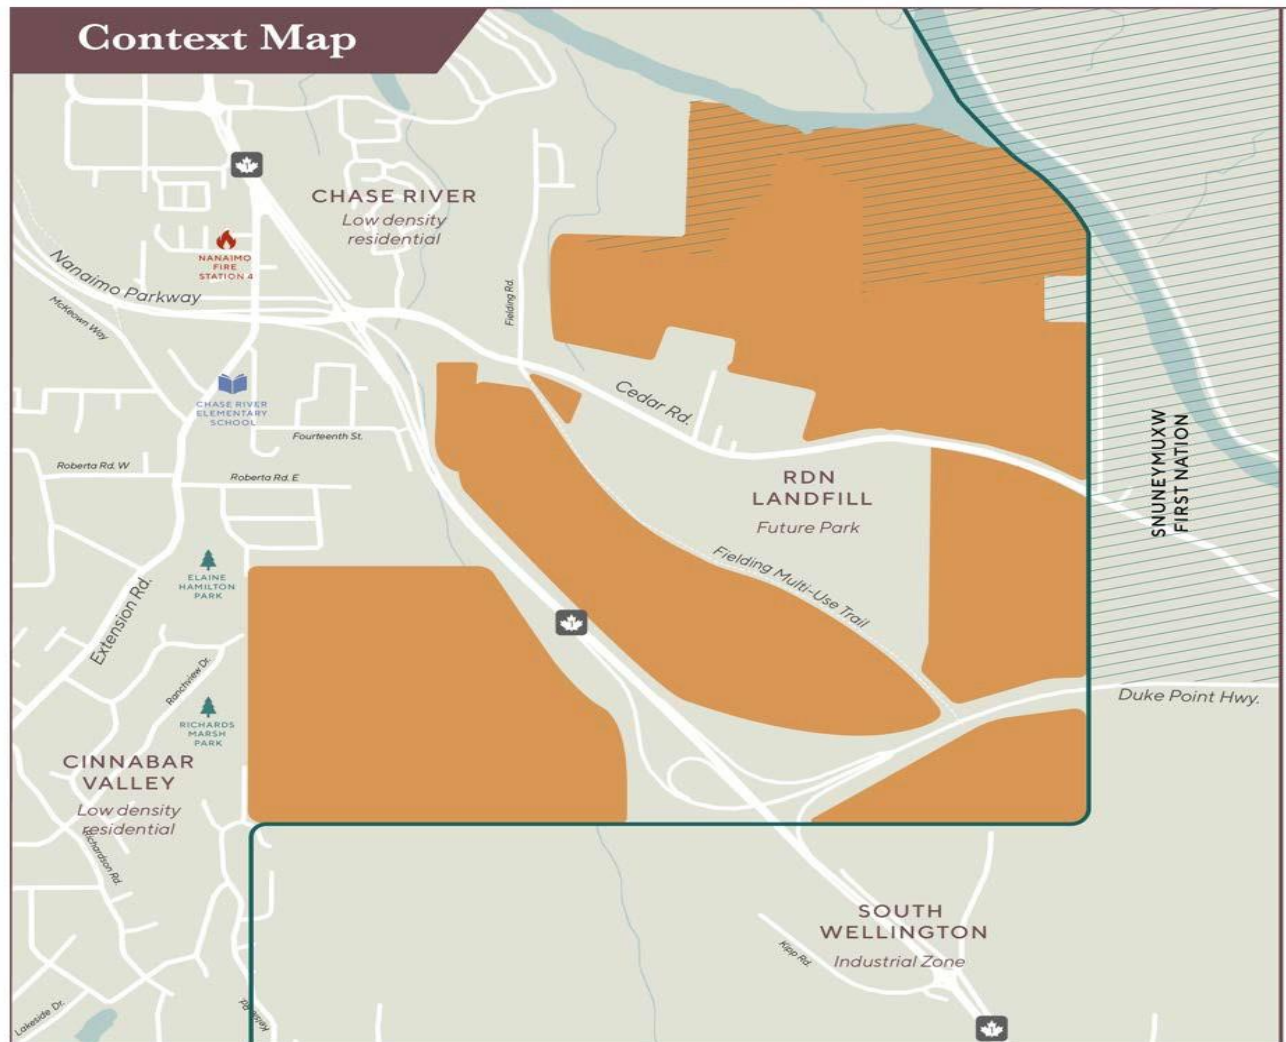 Context Map
CHASE RIVER
Low density
residential
NANAIMO
FIRE
STATION 4
Nanaimo Parkway
McKeown Way
Fielding Rd.
CHASE RIVER
ELEMENTARY
SCHOOL
Cedar Rd.
Fourteenth St.
Roberta Rd. W
Roberta Rd. E
RDN
LANDFILL
Future Park
SNUNEYMUXW
FIRST NATION
Fielding Multi-Use Trail
ELAINE
HAMILTON
PARK
Extension Rd.
1
Ranchview Dr.
RICHARDS
MARSH
PARK
Duke Point Hwy.
CINNABAR
VALLEY
Low density
residential
Richardson Rd.
SOUTH
WELLINGTON
Industrial Zone
Kipp Rd.
Lakeside Dr.
1